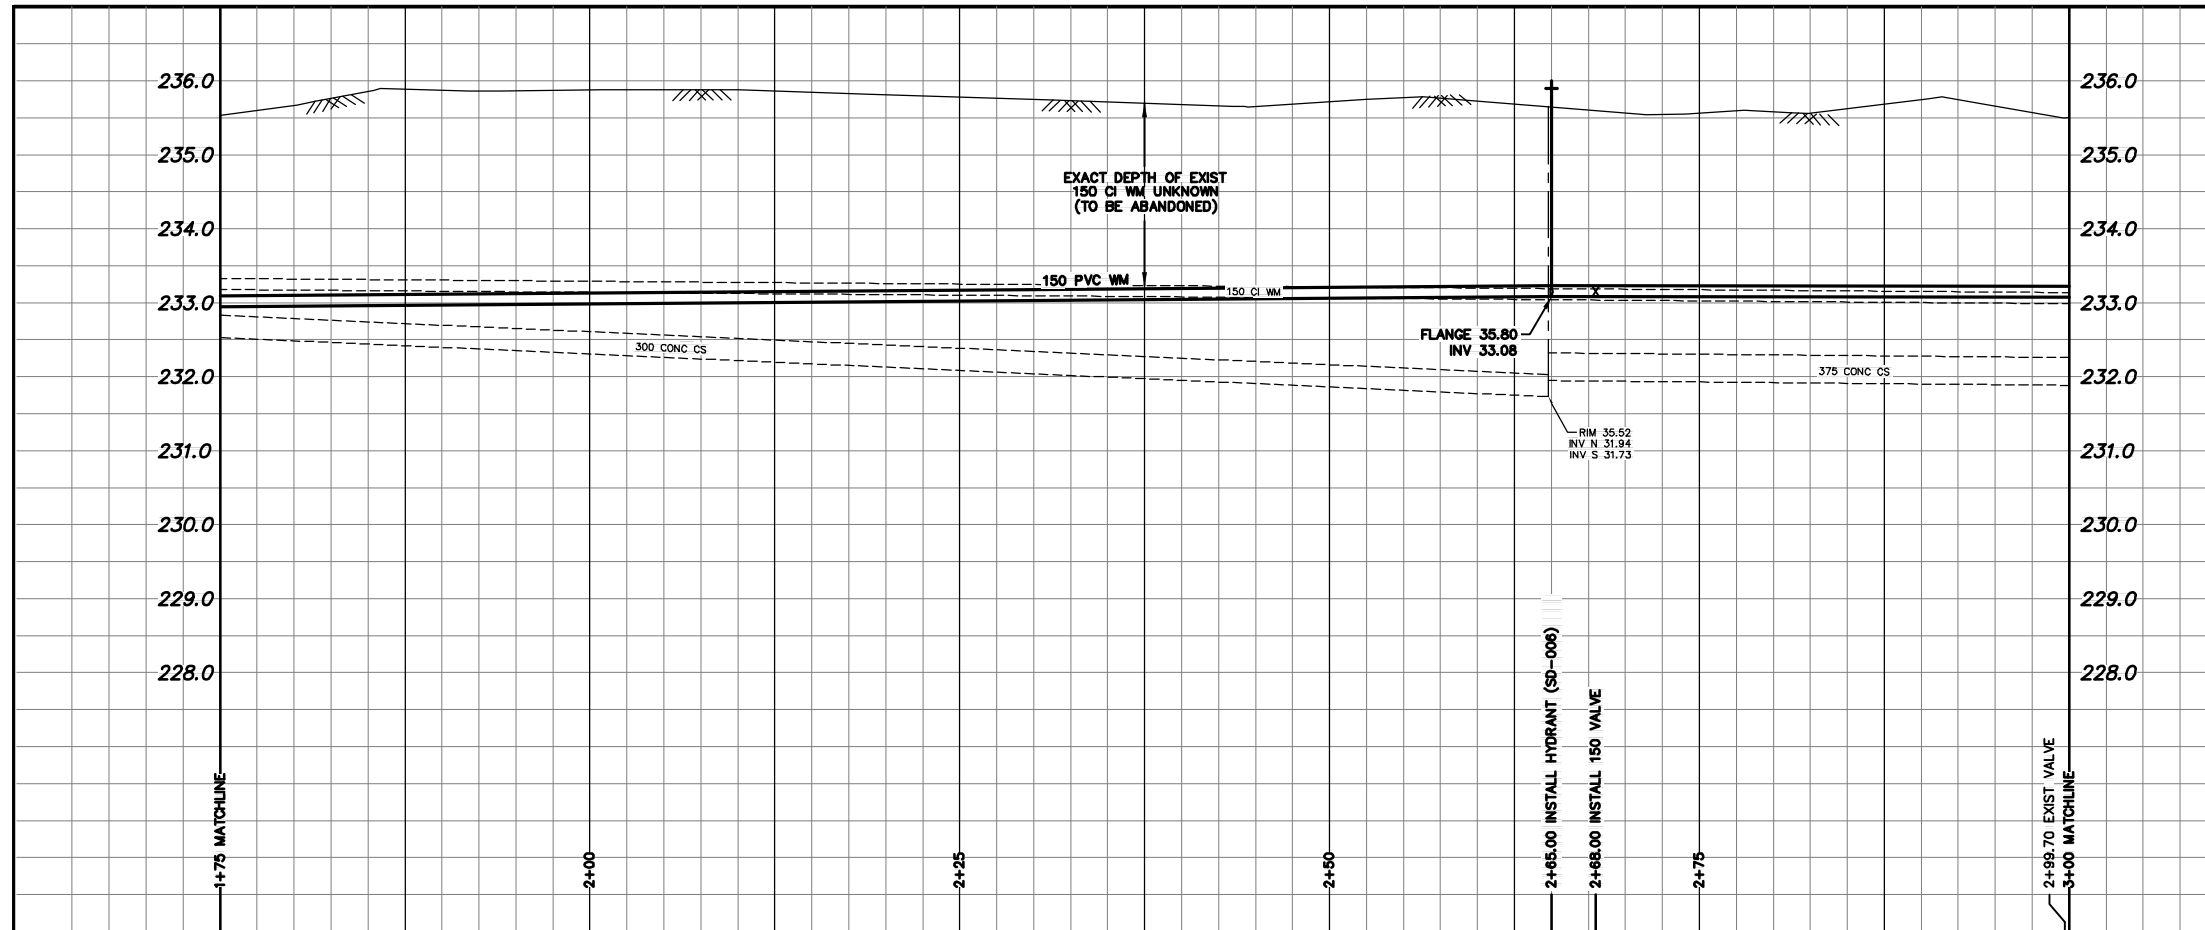 236.0
236.0
235.0
235.0
EXACT DEPTH OF EXIST
150 CI WM UNKNOWN
(TO BE ABANDONED)
234.0
234.0
150 PVC WM
150 CI WM
233.0
233.0
FLANGE 35.80
INV 33.08
300 CONC CS
375 CONC CS
232.0
232.0
RIM 35.52
INV N 31.94
INV S 31.73
231.0
231.0
230.0
230.0
229.0
229.0
228.0
228.0
1+75 MATCHLINE
2+00
2+25
2+50
2+65.00 INSTALL HYDRANT (SD-006)
2+68.00 INSTALL 150 VALVE
2+75
2+99.70 EXIST VALVE
3+00 MATCHLINE